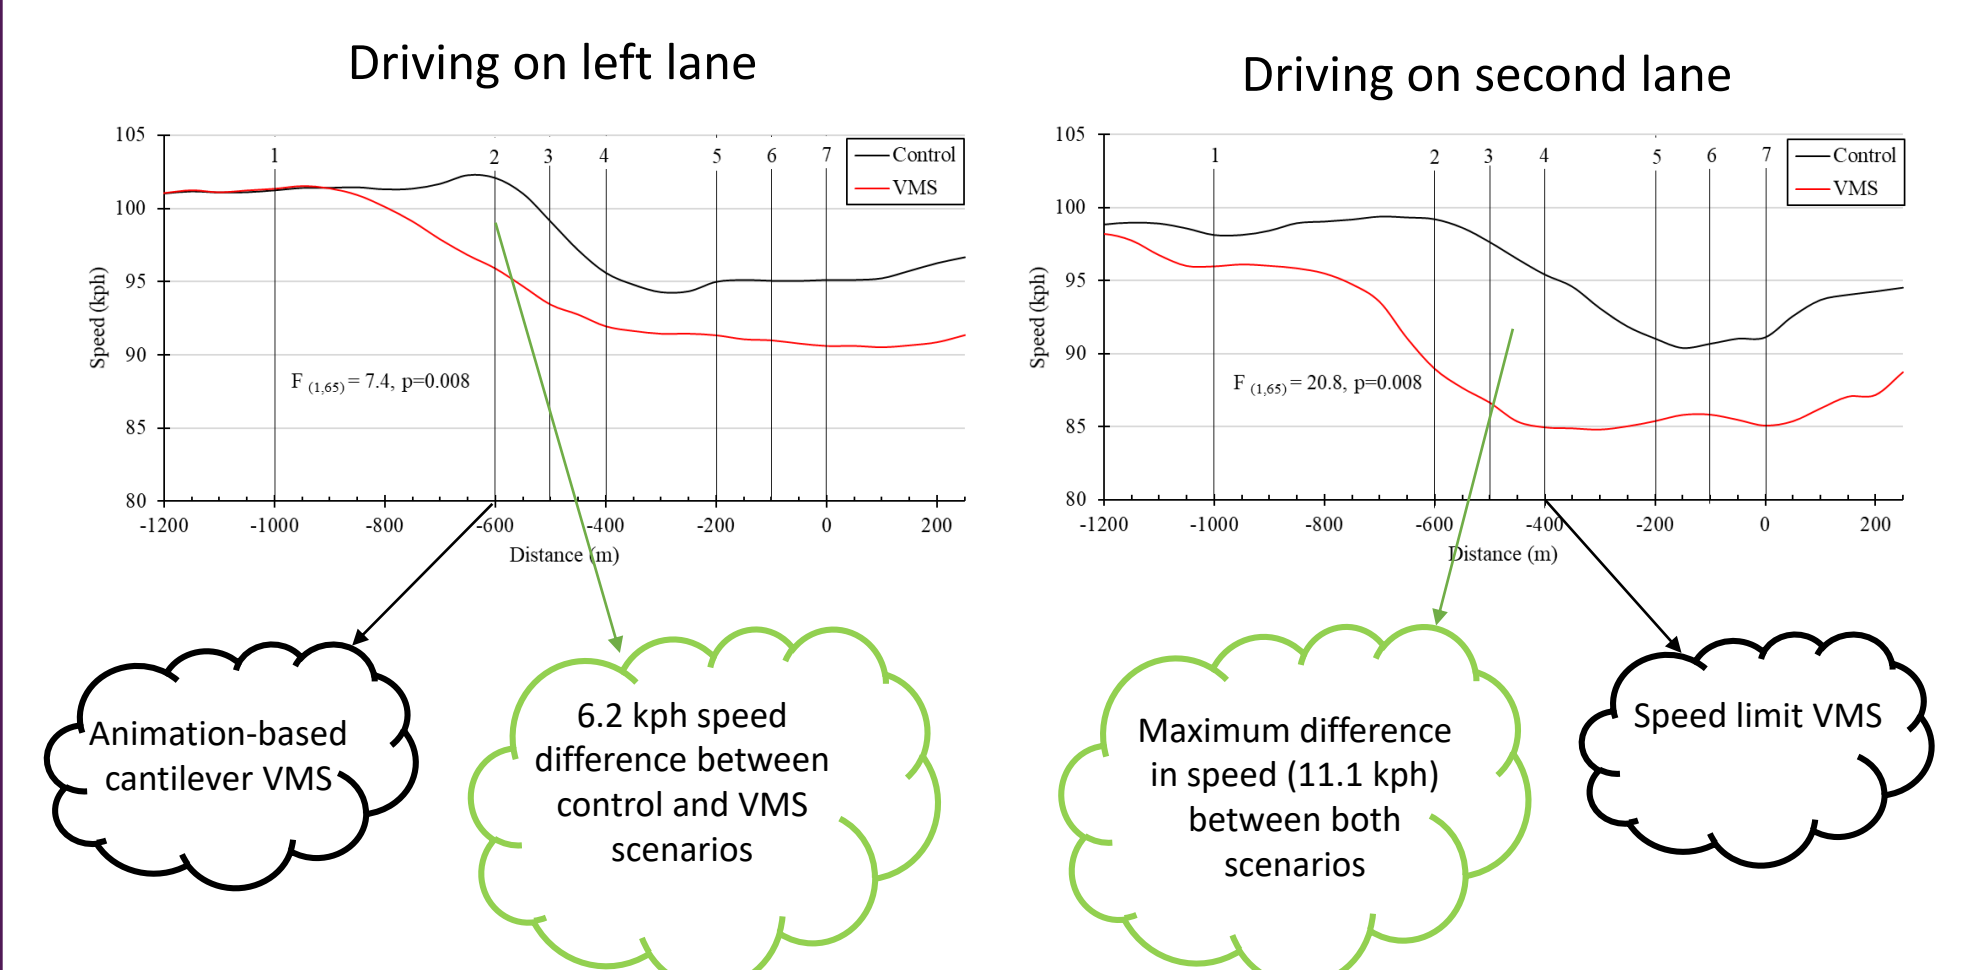 Driving on left lane
Driving on second lane
105
100
95
90
85
80
Speed (kph)
1
2
3
4
5
6
7
Control
VMS
F (1,65) = 7.4, p=0.008
-1200
-1000
-800
-600
-400
-200
0
200
Distance (m)
105
100
95
90
85
80
Speed (kph)
1
2
3
4
5
6
7
Control
VMS
F (1,65) = 20.8, p=0.008
-1200
-1000
-800
-600
-400
-200
0
200
Distance (m)
Animation-based
cantilever VMS
6.2 kph speed
difference between
control and VMS
scenarios
Maximum difference
in speed (11.1 kph)
between both
scenarios
Speed limit VMS